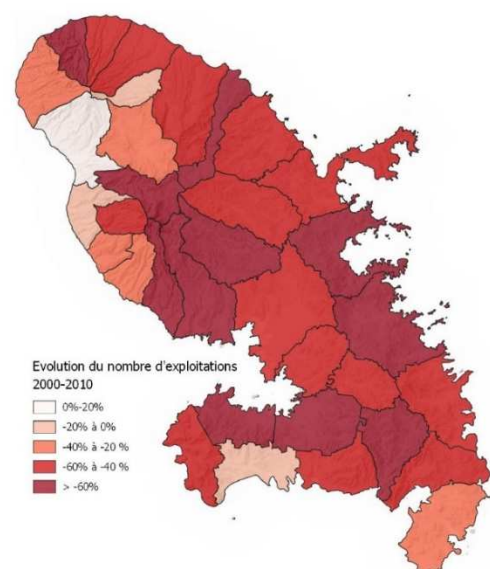 Evolution du nombre d'exploitations
2000-2010
0%-20%
-20% à 0%
-40% à -20 %
-60% à -40 %
> -60%